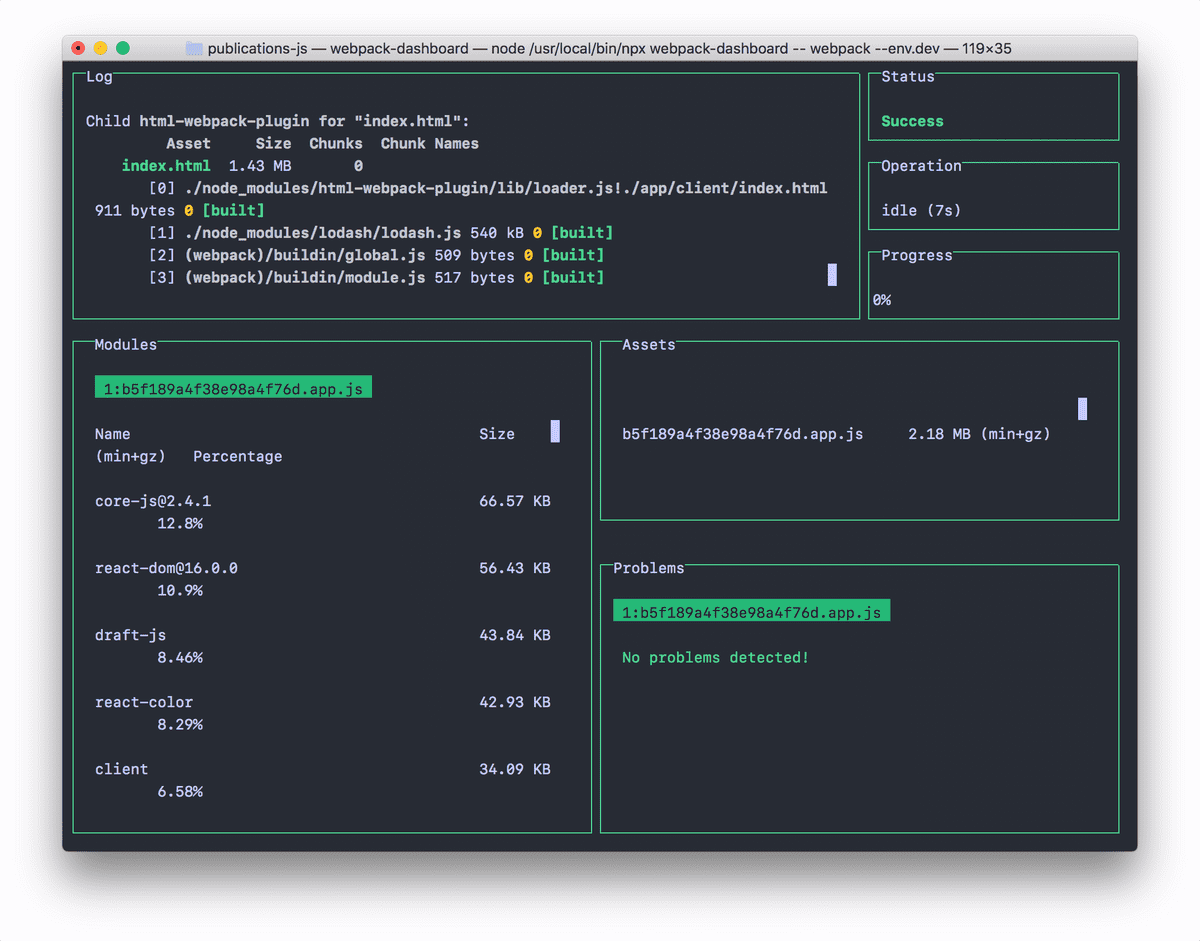 publications-js — webpack-dashboard — node /usr/local/bin/npx webpack-dashboard -- webpack --env.dev — 119×35
Log
Child html-webpack-plugin for "index.html":
Asset Size Chunks Chunk Names
index.html 1.43 MB 0
[0] ./node_modules/html-webpack-plugin/lib/loader.js!./app/client/index.html
911 bytes 0 [built]
[1] ./node_modules/lodash/lodash.js 540 kB 0 [built]
[2] (webpack)/buildin/global.js 509 bytes 0 [built]
[3] (webpack)/buildin/module.js 517 bytes 0 [built]
Status
Success
Operation
idle (7s)
Progress
0%
Modules
1:b5f189a4f38e98a4f76d.app.js
Name Size
(min+gz) Percentage
core-js@2.4.1 66.57 KB
12.8%
react-dom@16.0.0 56.43 KB
10.9%
draft-js 43.84 KB
8.46%
react-color 42.93 KB
8.29%
client 34.09 KB
6.58%
Assets
b5f189a4f38e98a4f76d.app.js 2.18 MB (min+gz)
Problems
1:b5f189a4f38e98a4f76d.app.js
No problems detected!